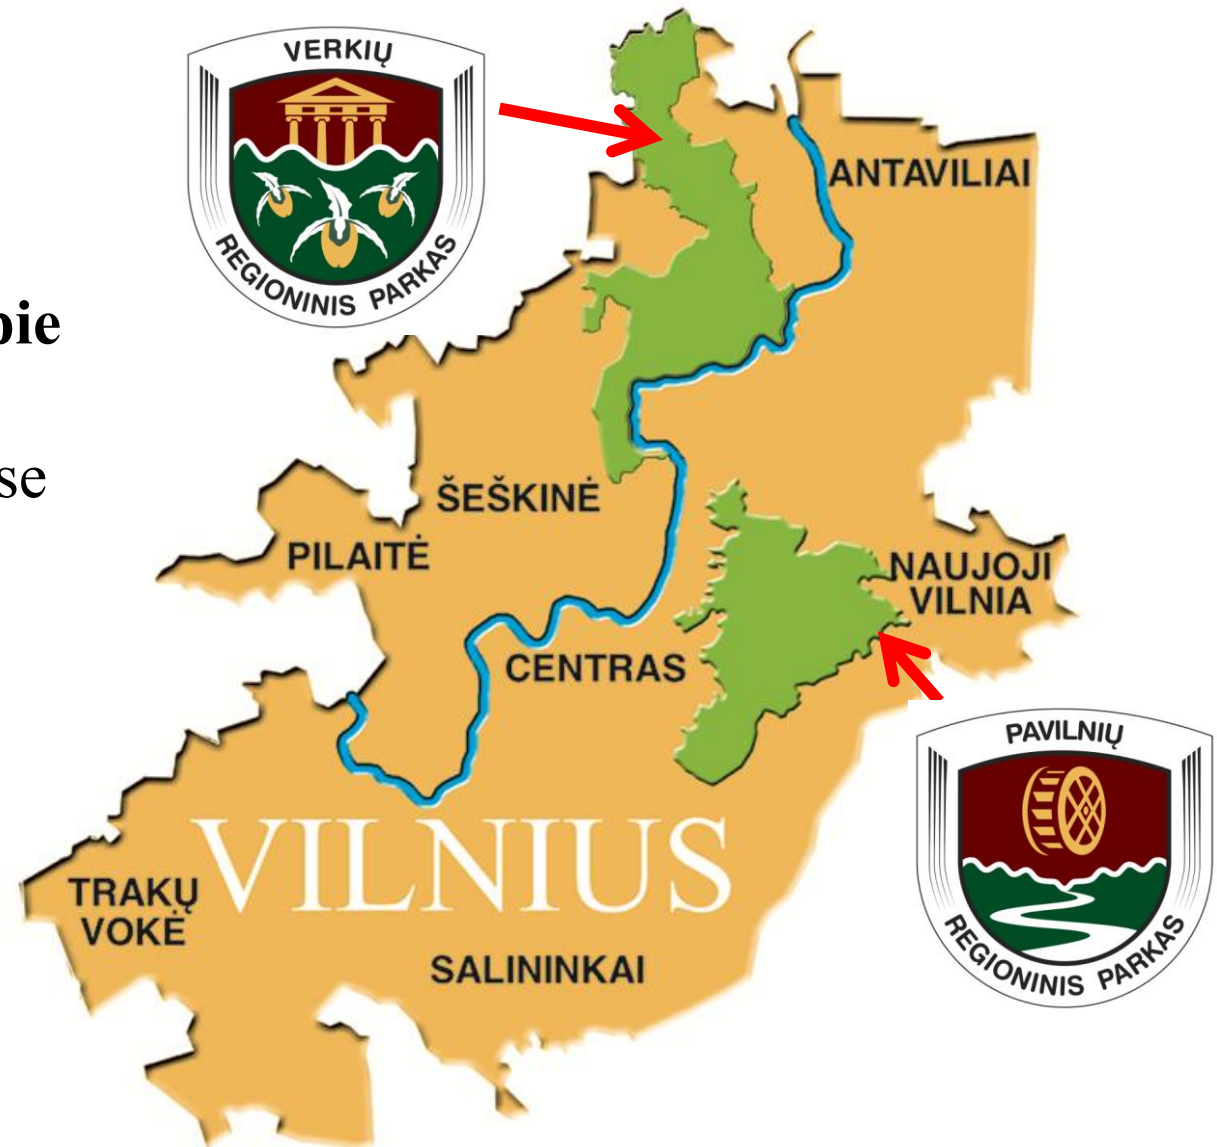 VERKIŲ
REGIONINIS PARKAS
ANTAVILIAI
ŠEŠKINĖ
PILAITĖ
NAUJOJI
VILNIA
CENTRAS
PAVILNIŲ
REGIONINIS PARKAS
VILNIUS
TRAKŲ
VOKĖ
SALININKAI